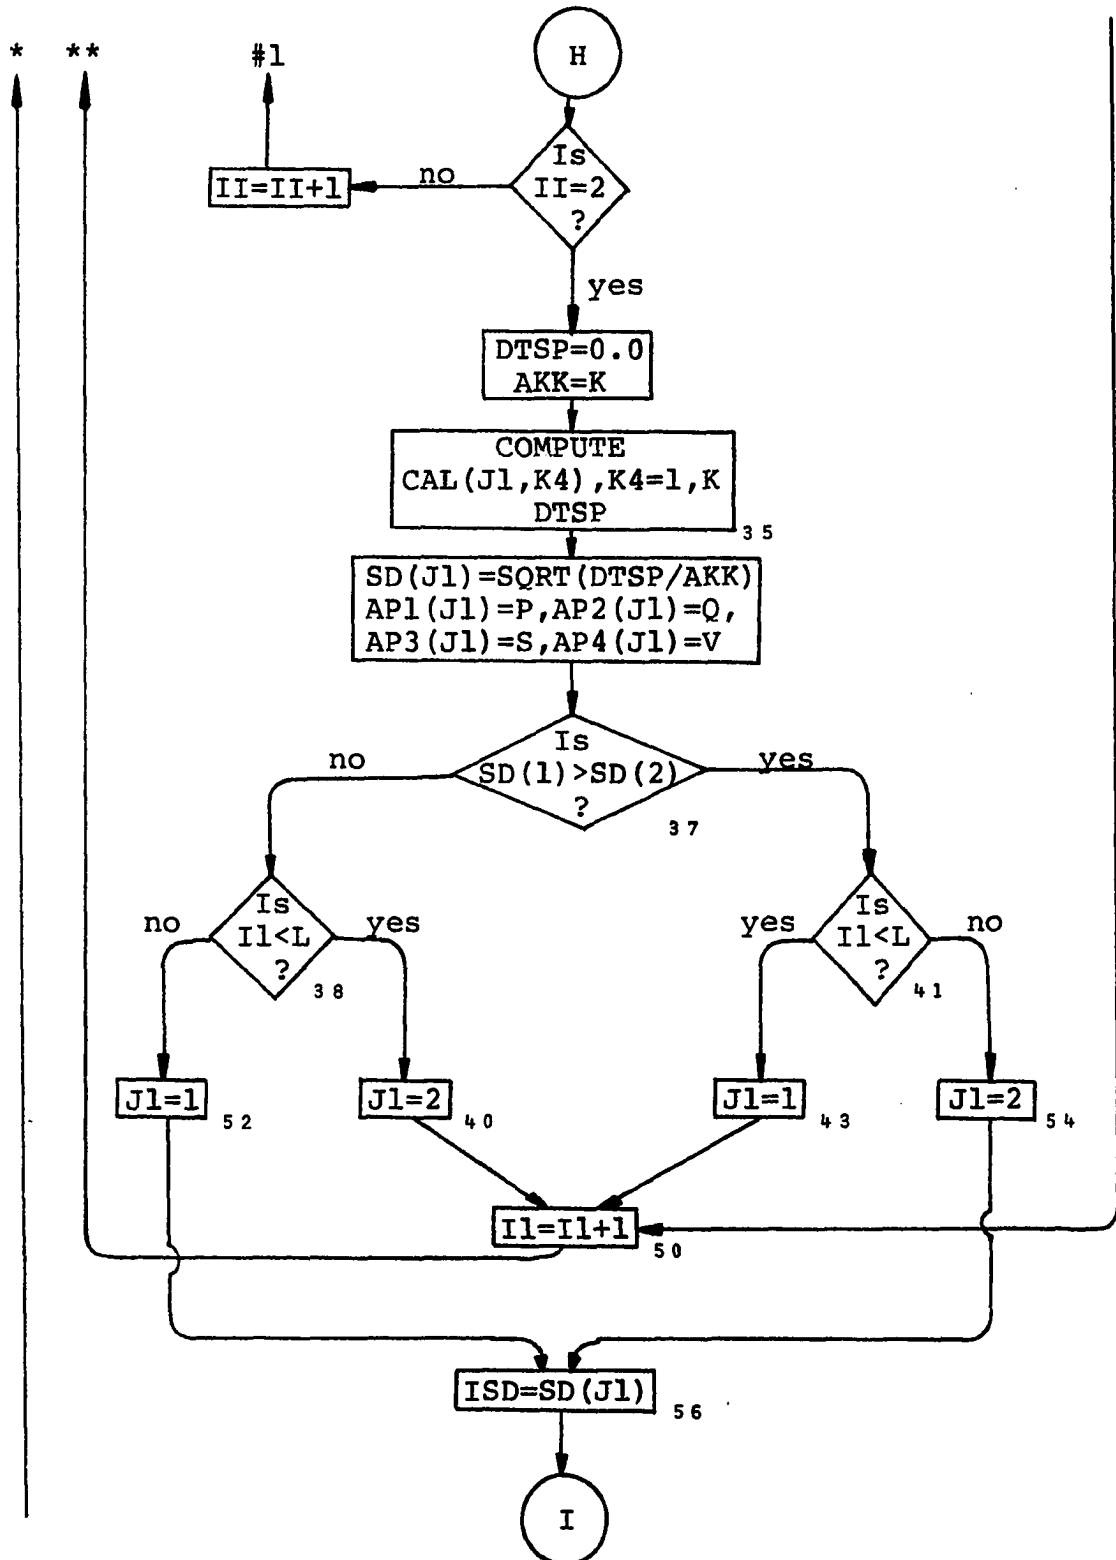 * ** #1
H
Is
II=2
?
no
II=II+1
yes
DTSP=0.0
AKK=K
COMPUTE
CAL(J1,K4),K4=1,K
DTSP
35
SD(J1)=SQRT(DTSP/AKK)
AP1(J1)=P,AP2(J1)=Q,
AP3(J1)=S,AP4(J1)=V
Is
SD(1)>SD(2)
?
37
no
yes
Is
I1<L
?
38
no
yes
Is
I1<L
?
41
yes
no
J1=1
52
J1=2
40
J1=1
43
J1=2
54
I1=I1+1
50
ISD=SD(J1)
56
I